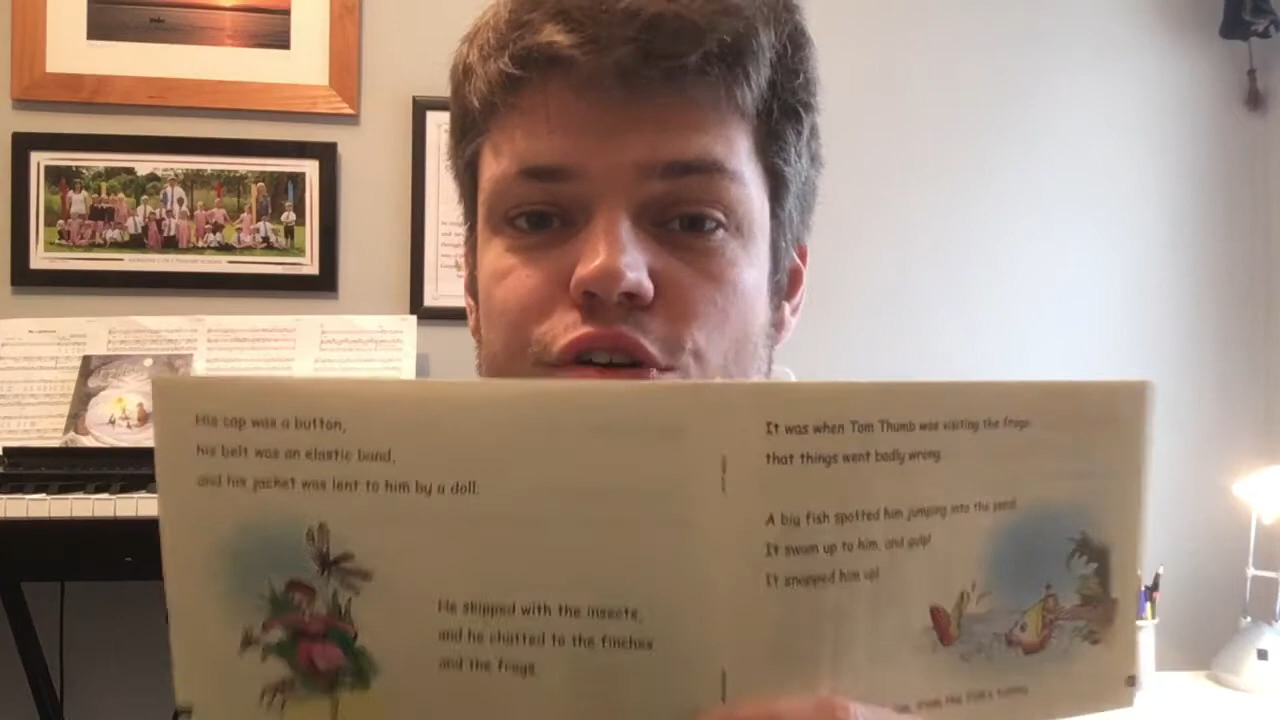 His cap was a button,
his belt was an elastic band,
and his jacket was lent to him by a doll.
He skipped with the insects,
and he chatted to the finches
and the frogs.
It was when Tom Thumb was visiting the frogs
that things went badly wrong.
A big fish spotted him jumping into the pond.
It swam up to him, and gulp!
It snapped him up!